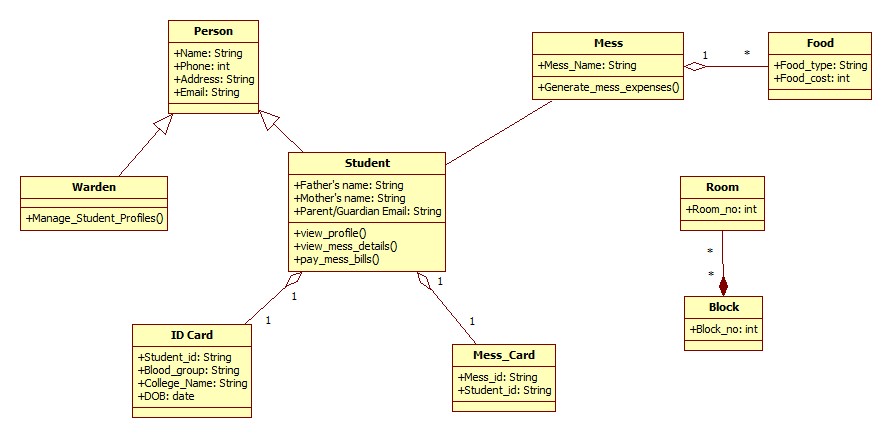 Person
+Name: String
+Phone: int
+Address: String
+Email: String
Mess
+Mess_Name: String
+Generate_mess_expenses()
1
*
Food
+Food_type: String
+Food_cost: int
Warden
+Manage_Student_Profiles()
Student
+Father's name: String
+Mother's name: String
+Parent/Guardian Email: String
+view_profile()
+view_mess_details()
+pay_mess_bills()
Room
+Room_no: int
*
*
Block
+Block_no: int
1
1
ID Card
+Student_id: String
+Blood_group: String
+College_Name: String
+DOB: date
1
1
Mess_Card
+Mess_id: String
+Student_id: String